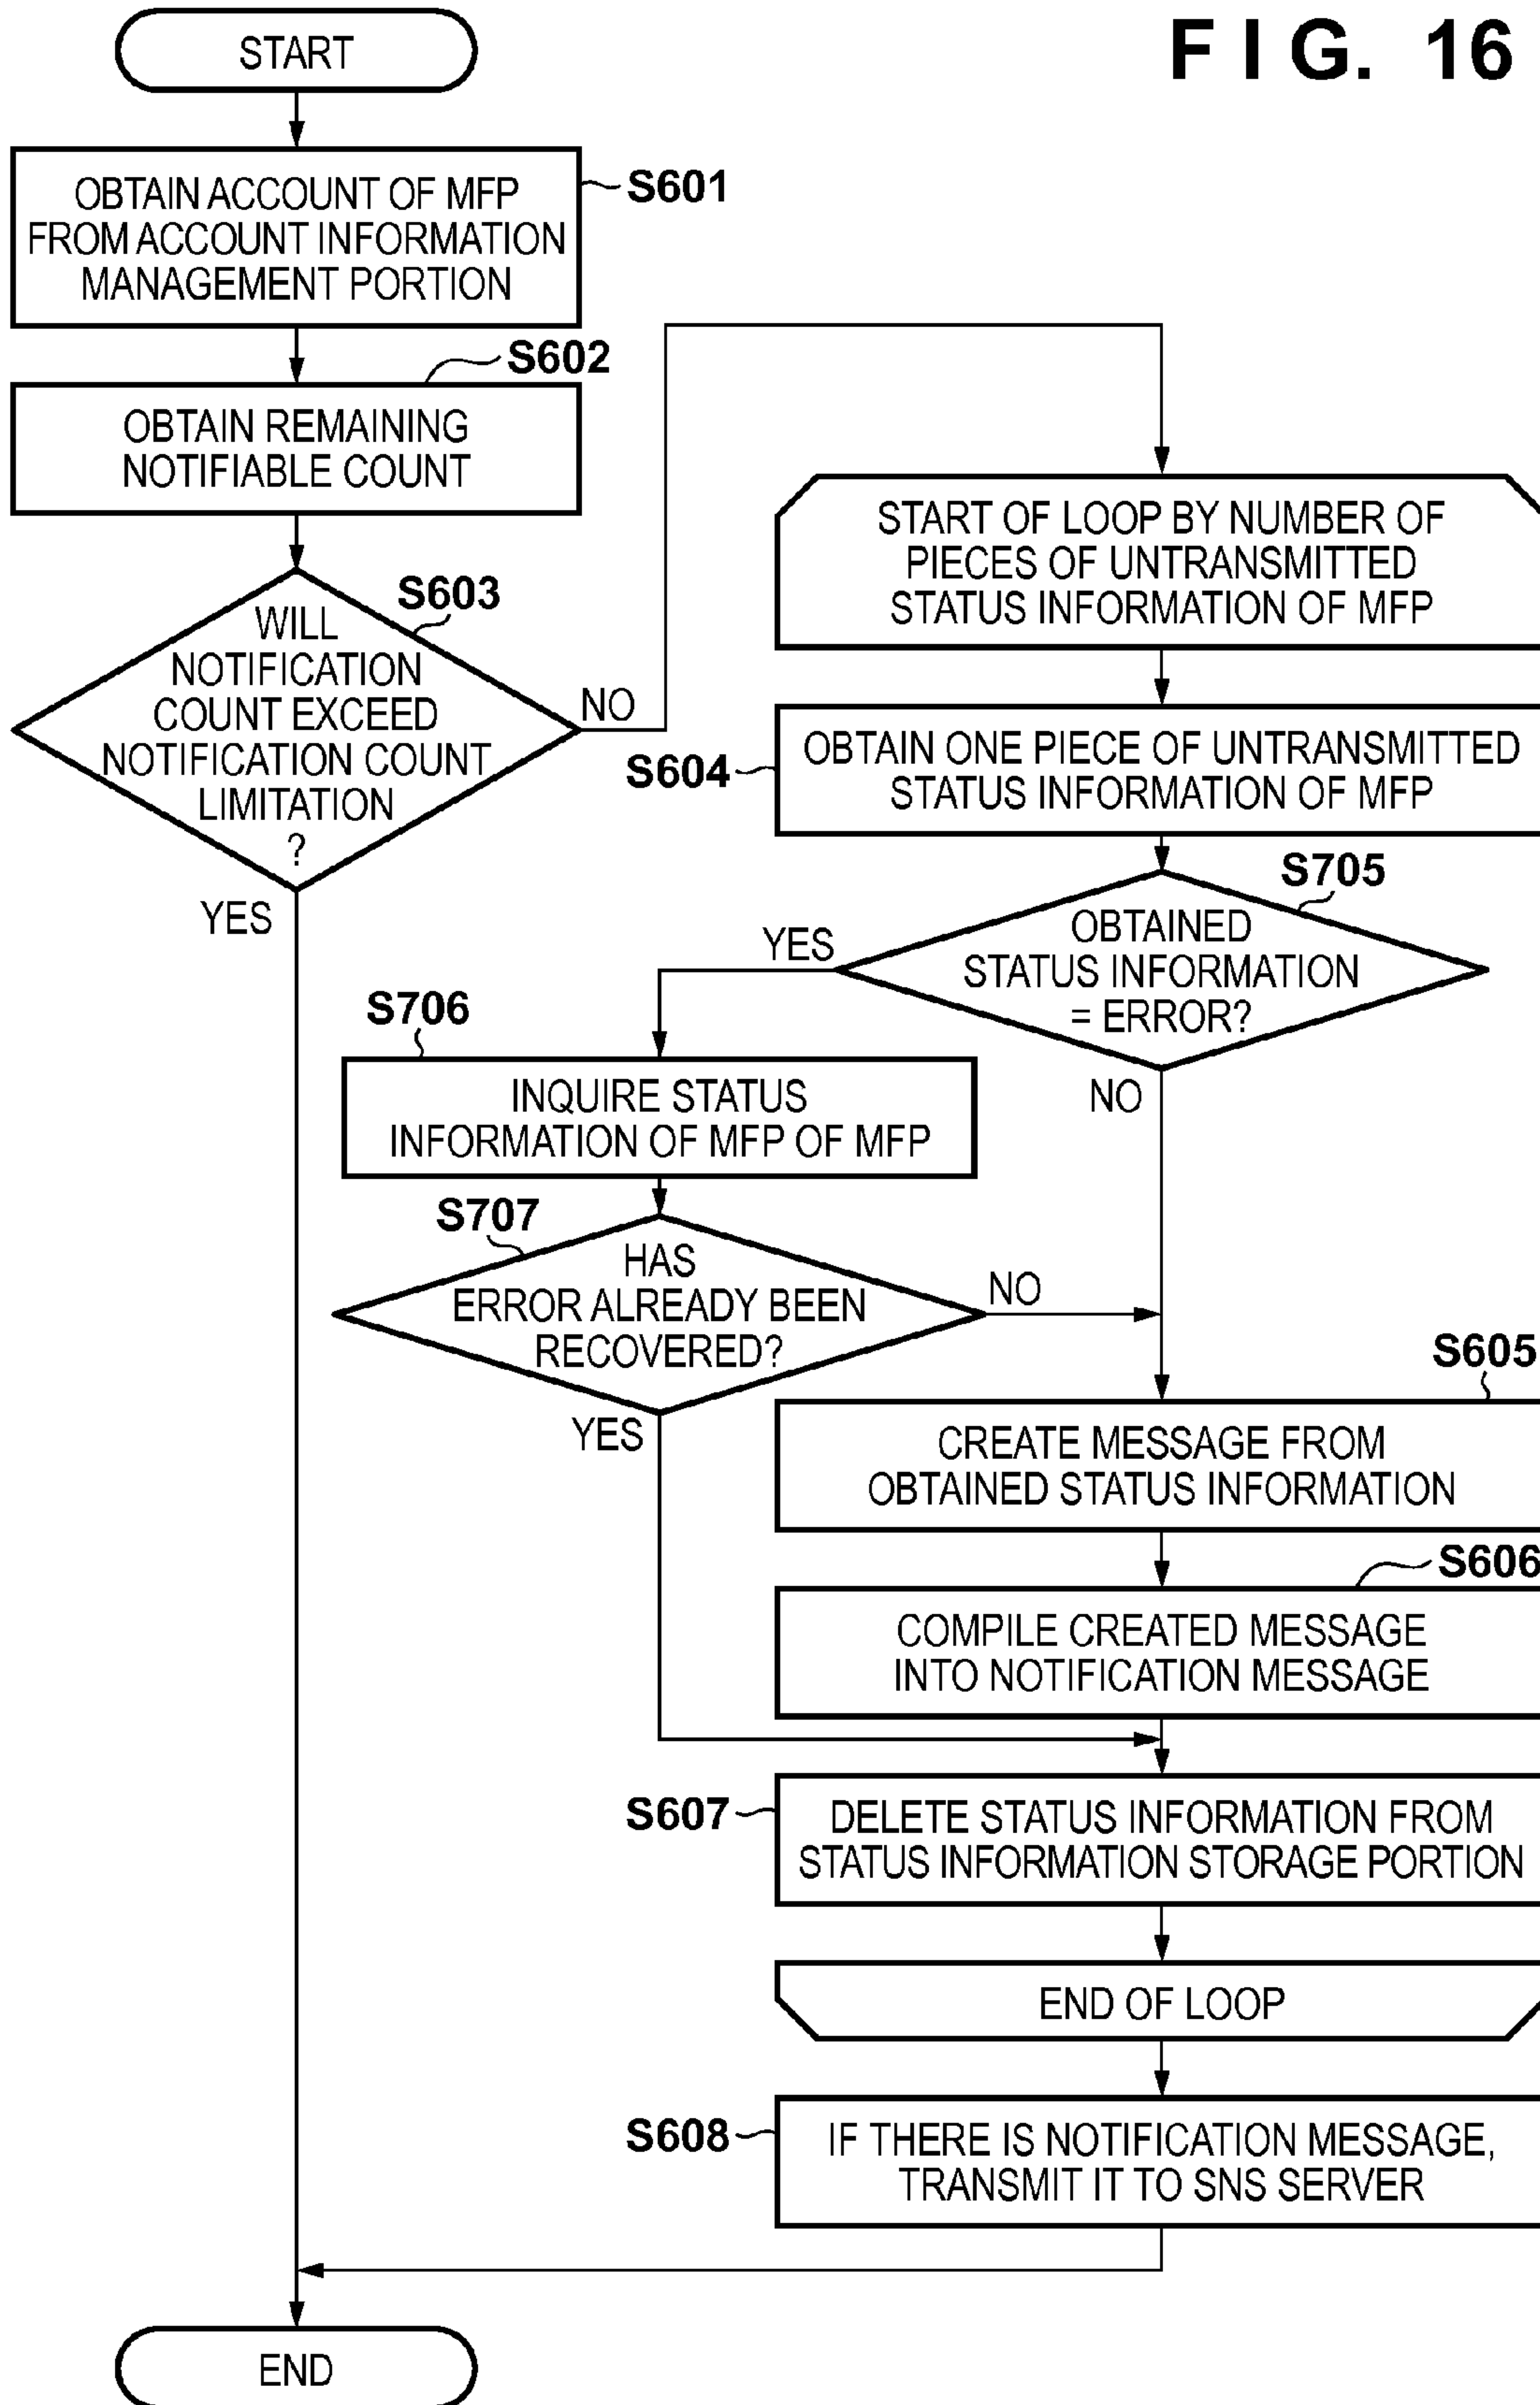 FIG. 16
START
OBTAIN ACCOUNT OF MFP
FROM ACCOUNT INFORMATION
MANAGEMENT PORTION
S601
S602
OBTAIN REMAINING
NOTIFIABLE COUNT
S603
WILL
NOTIFICATION
COUNT EXCEED
NOTIFICATION COUNT
LIMITATION
?
NO
YES
START OF LOOP BY NUMBER OF
PIECES OF UNTRANSMITTED
STATUS INFORMATION OF MFP
S604
OBTAIN ONE PIECE OF UNTRANSMITTED
STATUS INFORMATION OF MFP
S705
OBTAINED
STATUS INFORMATION
= ERROR?
YES
NO
S706
INQUIRE STATUS
INFORMATION OF MFP OF MFP
S707
HAS
ERROR ALREADY BEEN
RECOVERED?
NO
YES
S605
CREATE MESSAGE FROM
OBTAINED STATUS INFORMATION
S606
COMPILE CREATED MESSAGE
INTO NOTIFICATION MESSAGE
S607
DELETE STATUS INFORMATION FROM
STATUS INFORMATION STORAGE PORTION
END OF LOOP
S608
IF THERE IS NOTIFICATION MESSAGE,
TRANSMIT IT TO SNS SERVER
END